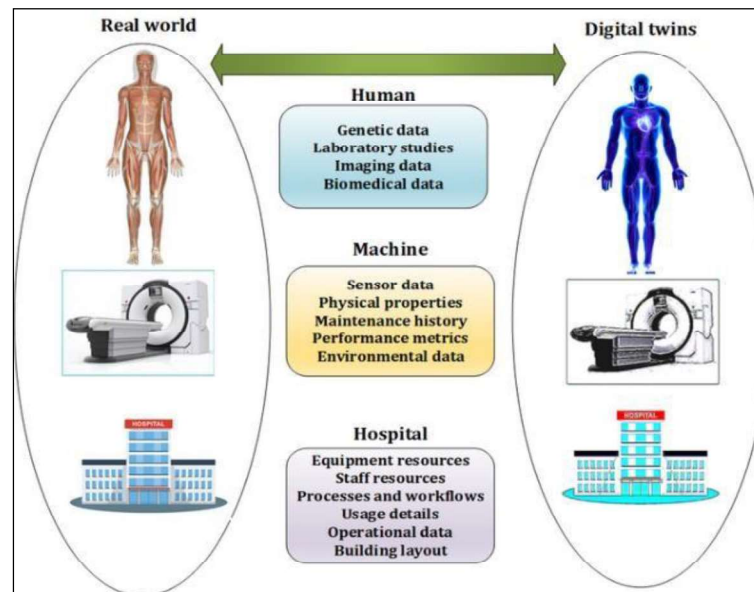 Real world
Digital twins
Human
Genetic data
Laboratory studies
Imaging data
Biomedical data
Machine
Sensor data
Physical properties
Maintenance history
Performance metrics
Environmental data
HOSPITAL
HOSPITAL
Hospital
Equipment resources
Staff resources
Processes and workflows
Usage details
Operational data
Building layout